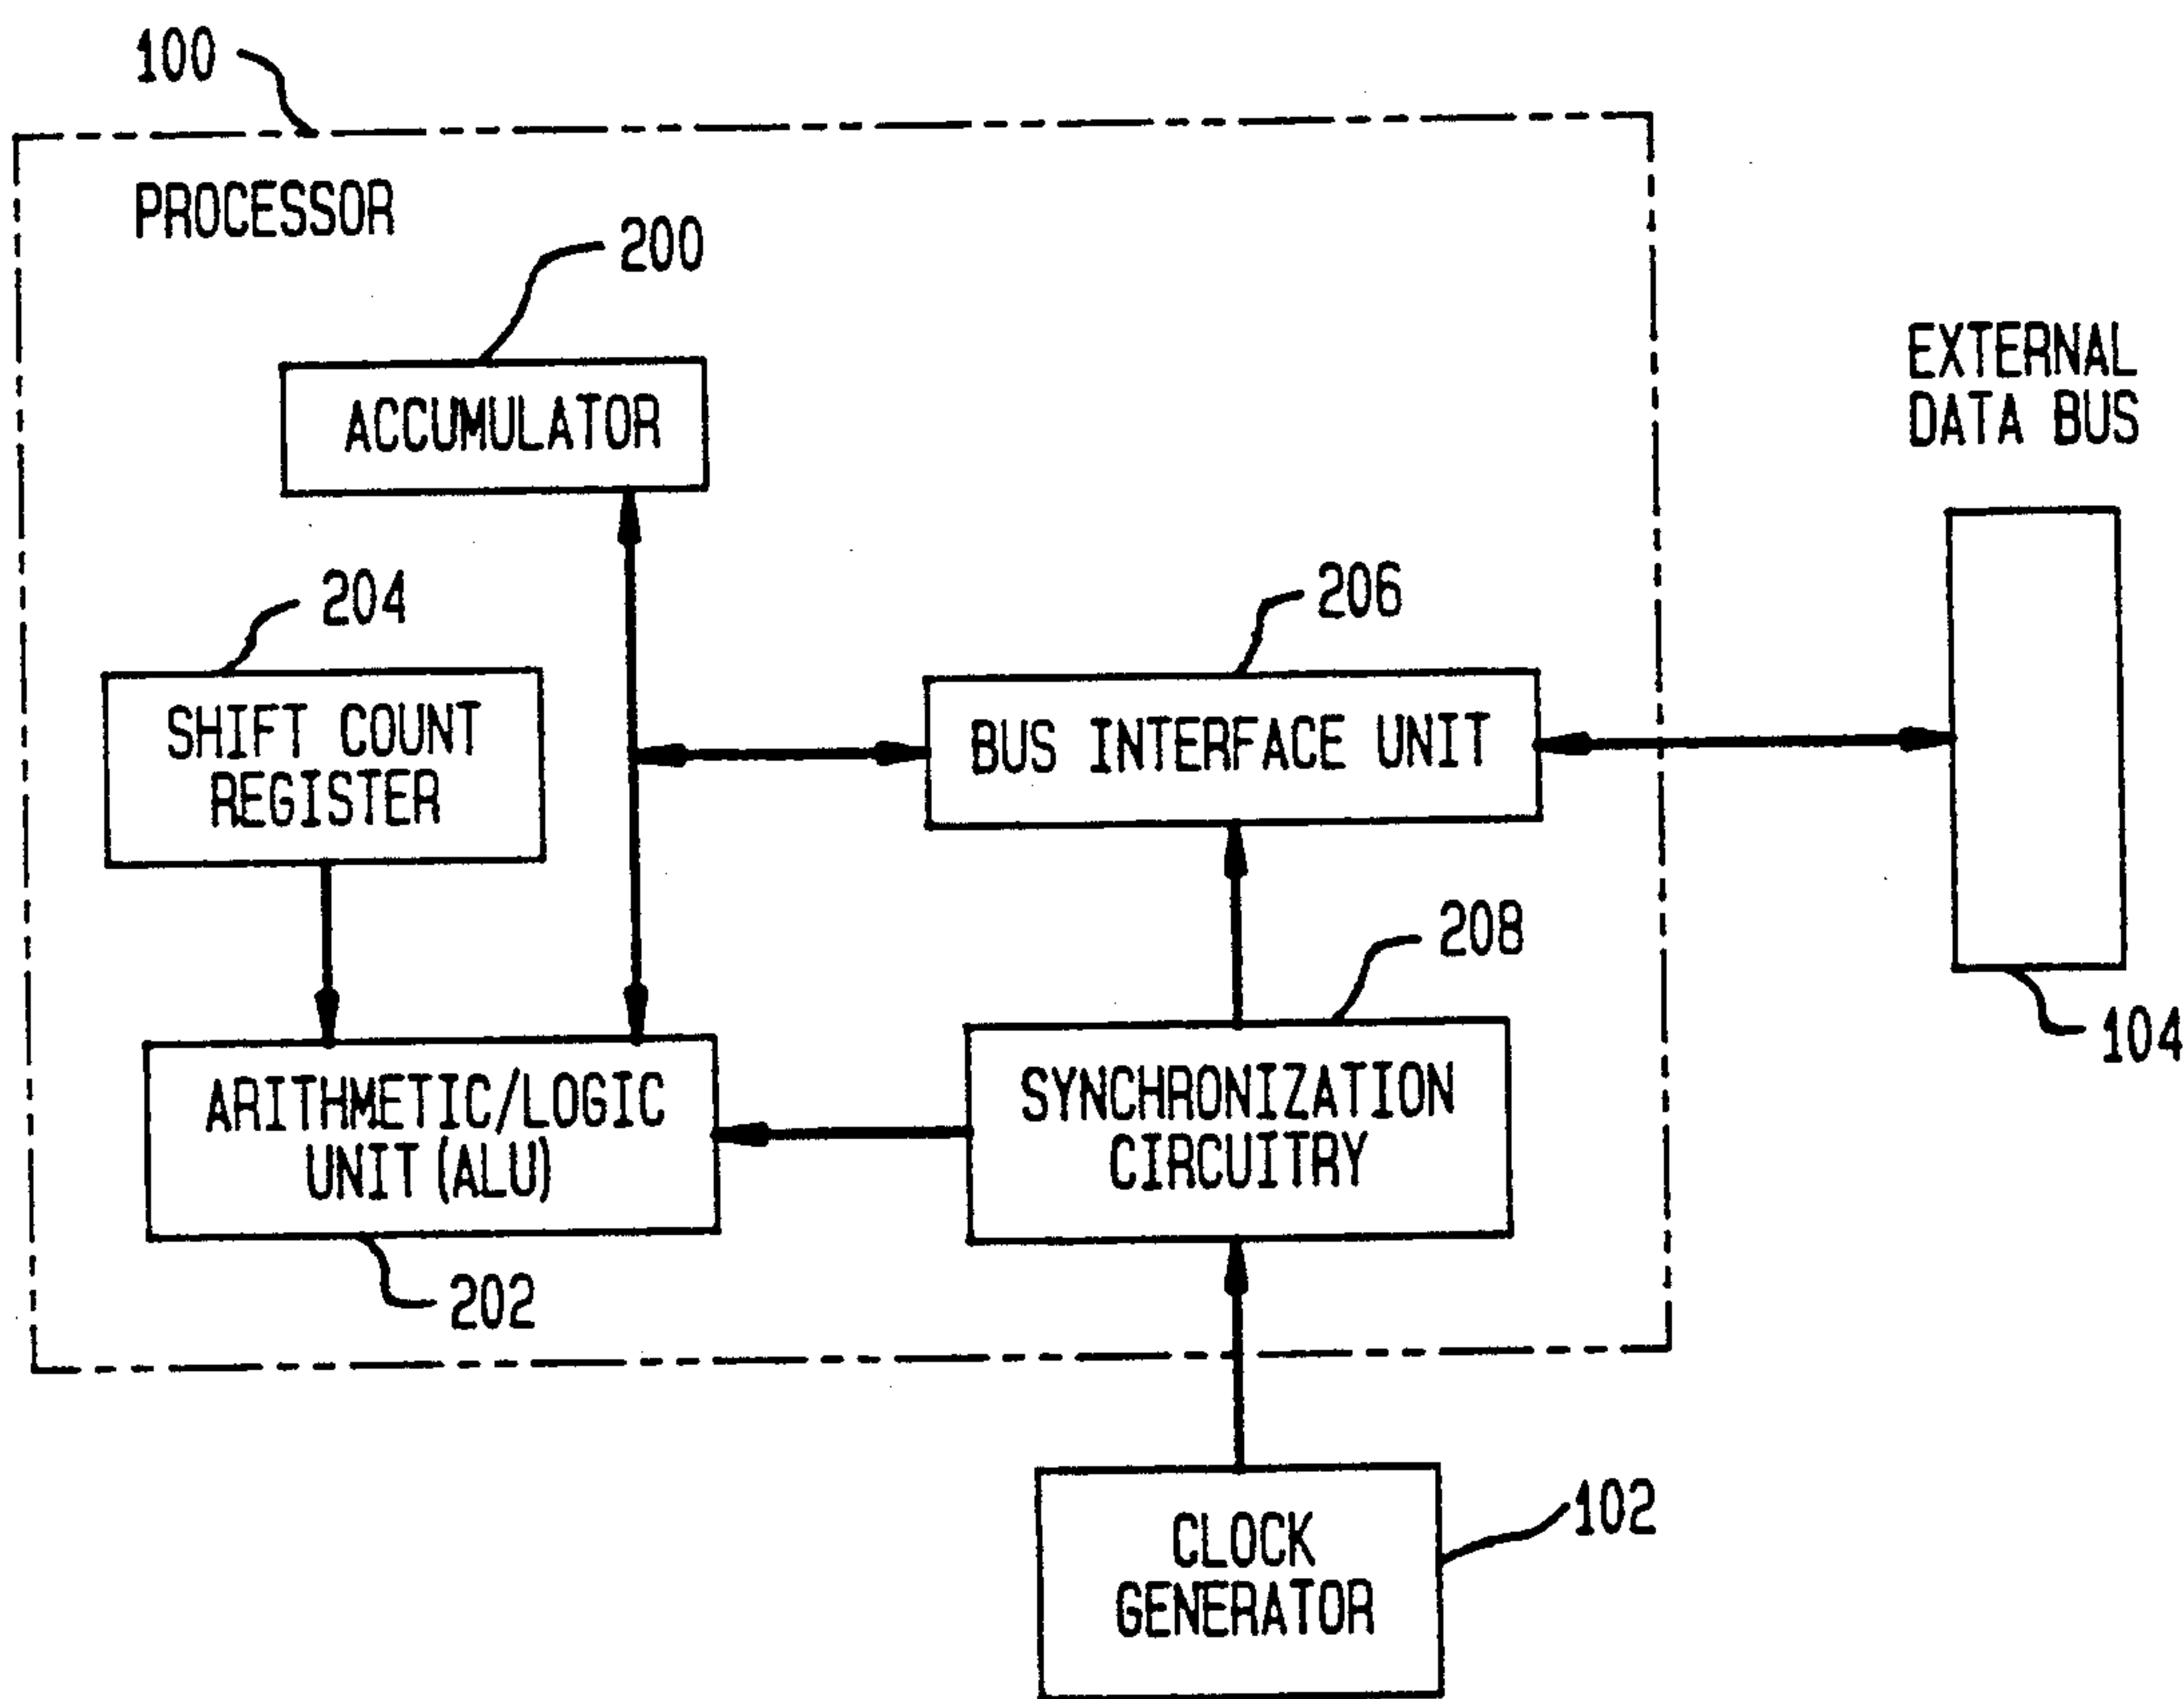 100
PROCESSOR
200
ACCUMULATOR
EXTERNAL
DATA BUS
204
206
SHIFT COUNT
REGISTER
BUS INTERFACE UNIT
208
104
ARITHMETIC/LOGIC
UNIT (ALU)
SYNCHRONIZATION
CIRCUITRY
202
102
CLOCK
GENERATOR